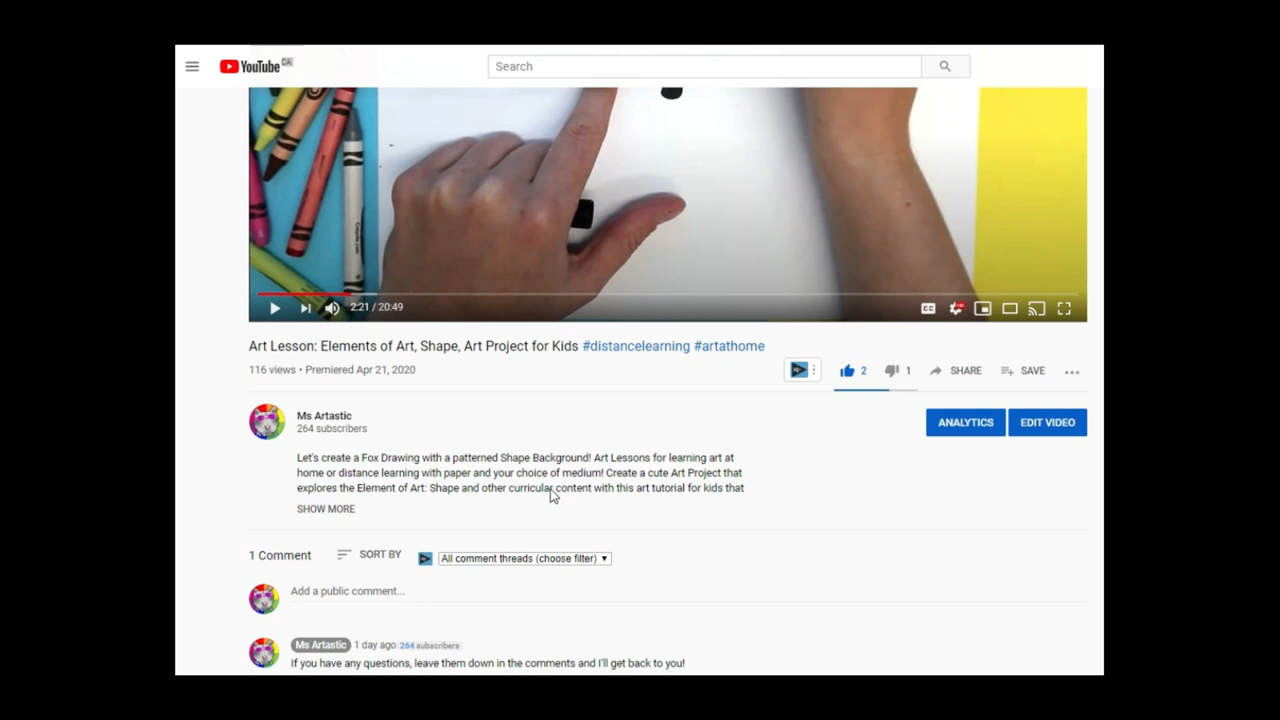 YouTube CA
Search
2:21 / 20:49
Art Lesson: Elements of Art, Shape, Art Project for Kids #distancelearning #artathome
116 views • Premiered Apr 21, 2020
2
1
SHARE
SAVE
Ms Artastic
264 subscribers
ANALYTICS
EDIT VIDEO
Let's create a Fox Drawing with a patterned Shape Background! Art Lessons for learning art at
home or distance learning with paper and your choice of medium! Create a cute Art Project that
explores the Element of Art: Shape and other curricular content with this art tutorial for kids that
SHOW MORE
1 Comment
SORT BY
All comment threads (choose filter)
Add a public comment...
Ms Artastic 1 day ago 264 subscribers
If you have any questions, leave them down in the comments and I'll get back to you!